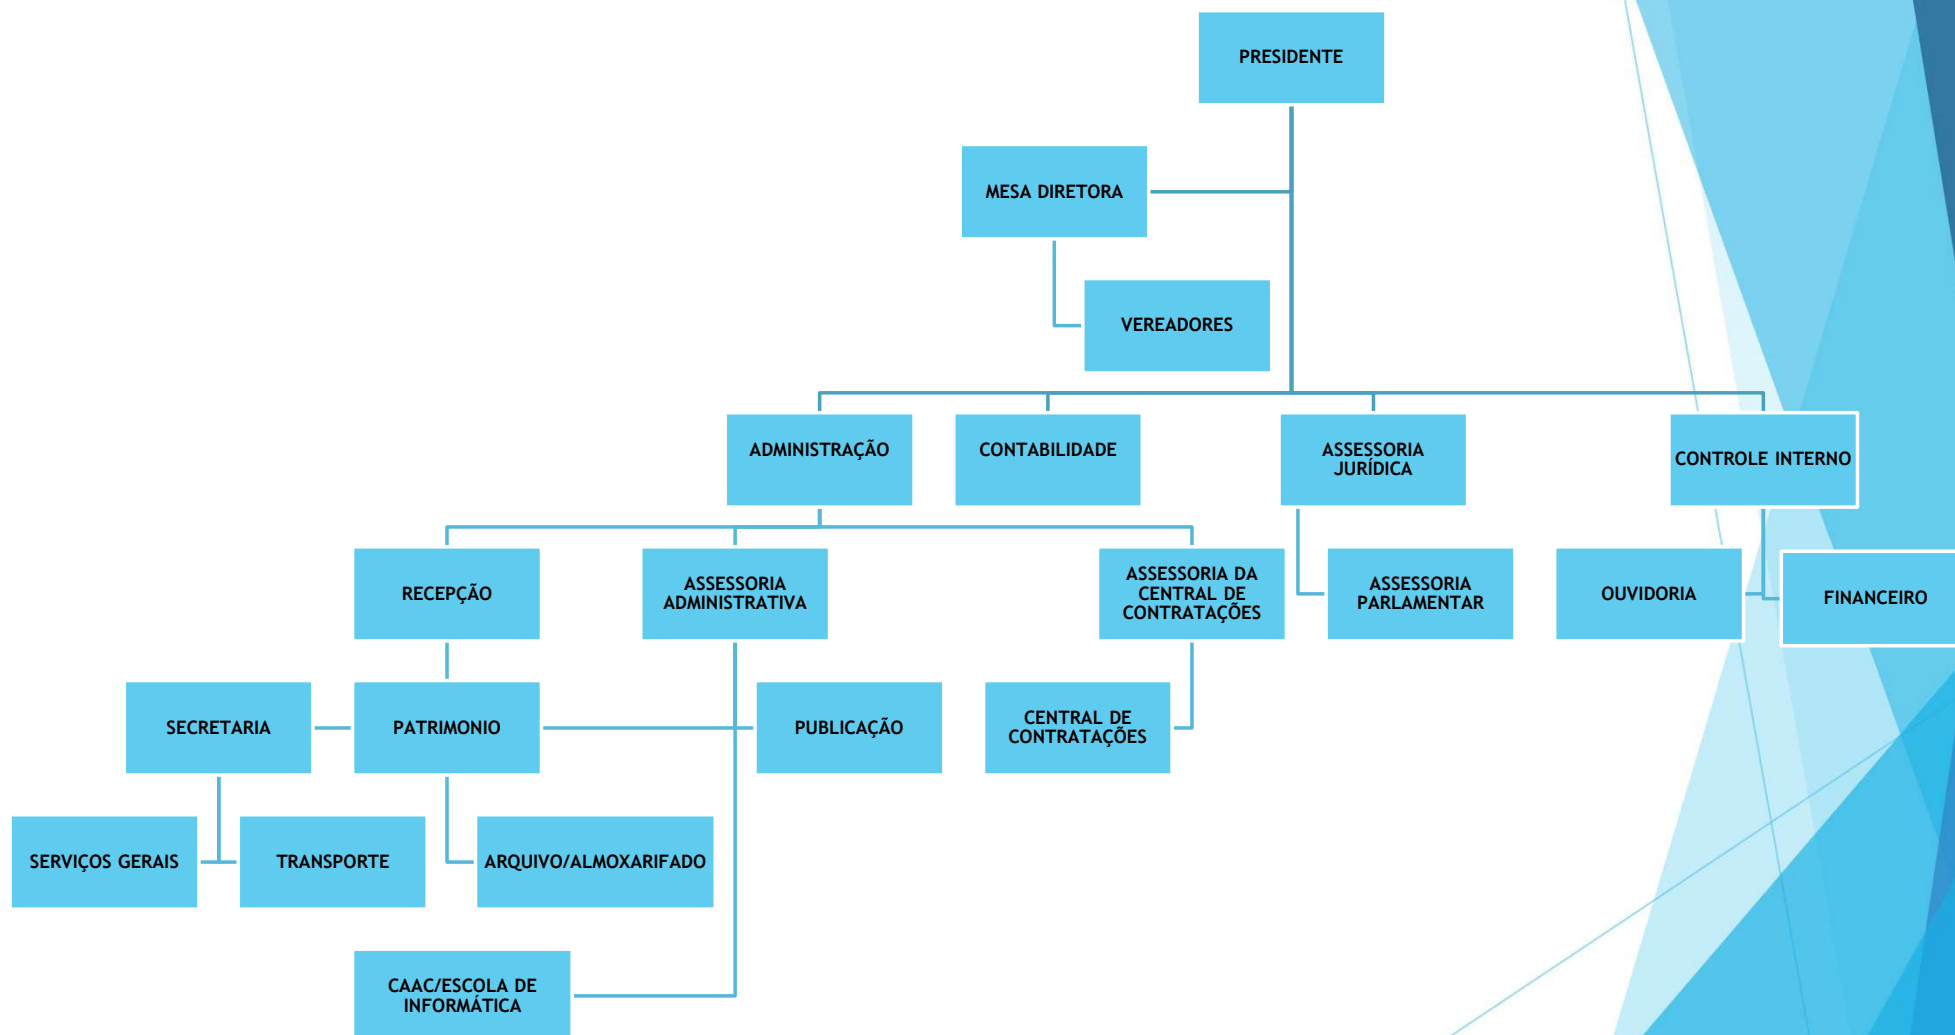 PRESIDENTE
MESA DIRETORA
VEREADORES
ADMINISTRAÇÃO
CONTABILIDADE
ASSESSORIA
JURÍDICA
CONTROLE INTERNO
RECEPÇÃO
ASSESSORIA
ADMINISTRATIVA
ASSESSORIA DA
CENTRAL DE
CONTRATAÇÕES
ASSESSORIA
PARLAMENTAR
OUVIDORIA
FINANCEIRO
SECRETARIA
PATRIMONIO
PUBLICAÇÃO
CENTRAL DE
CONTRATAÇÕES
SERVIÇOS GERAIS
TRANSPORTE
ARQUIVO/ALMOXARIFADO
CAAC/ESCOLA DE
INFORMÁTICA